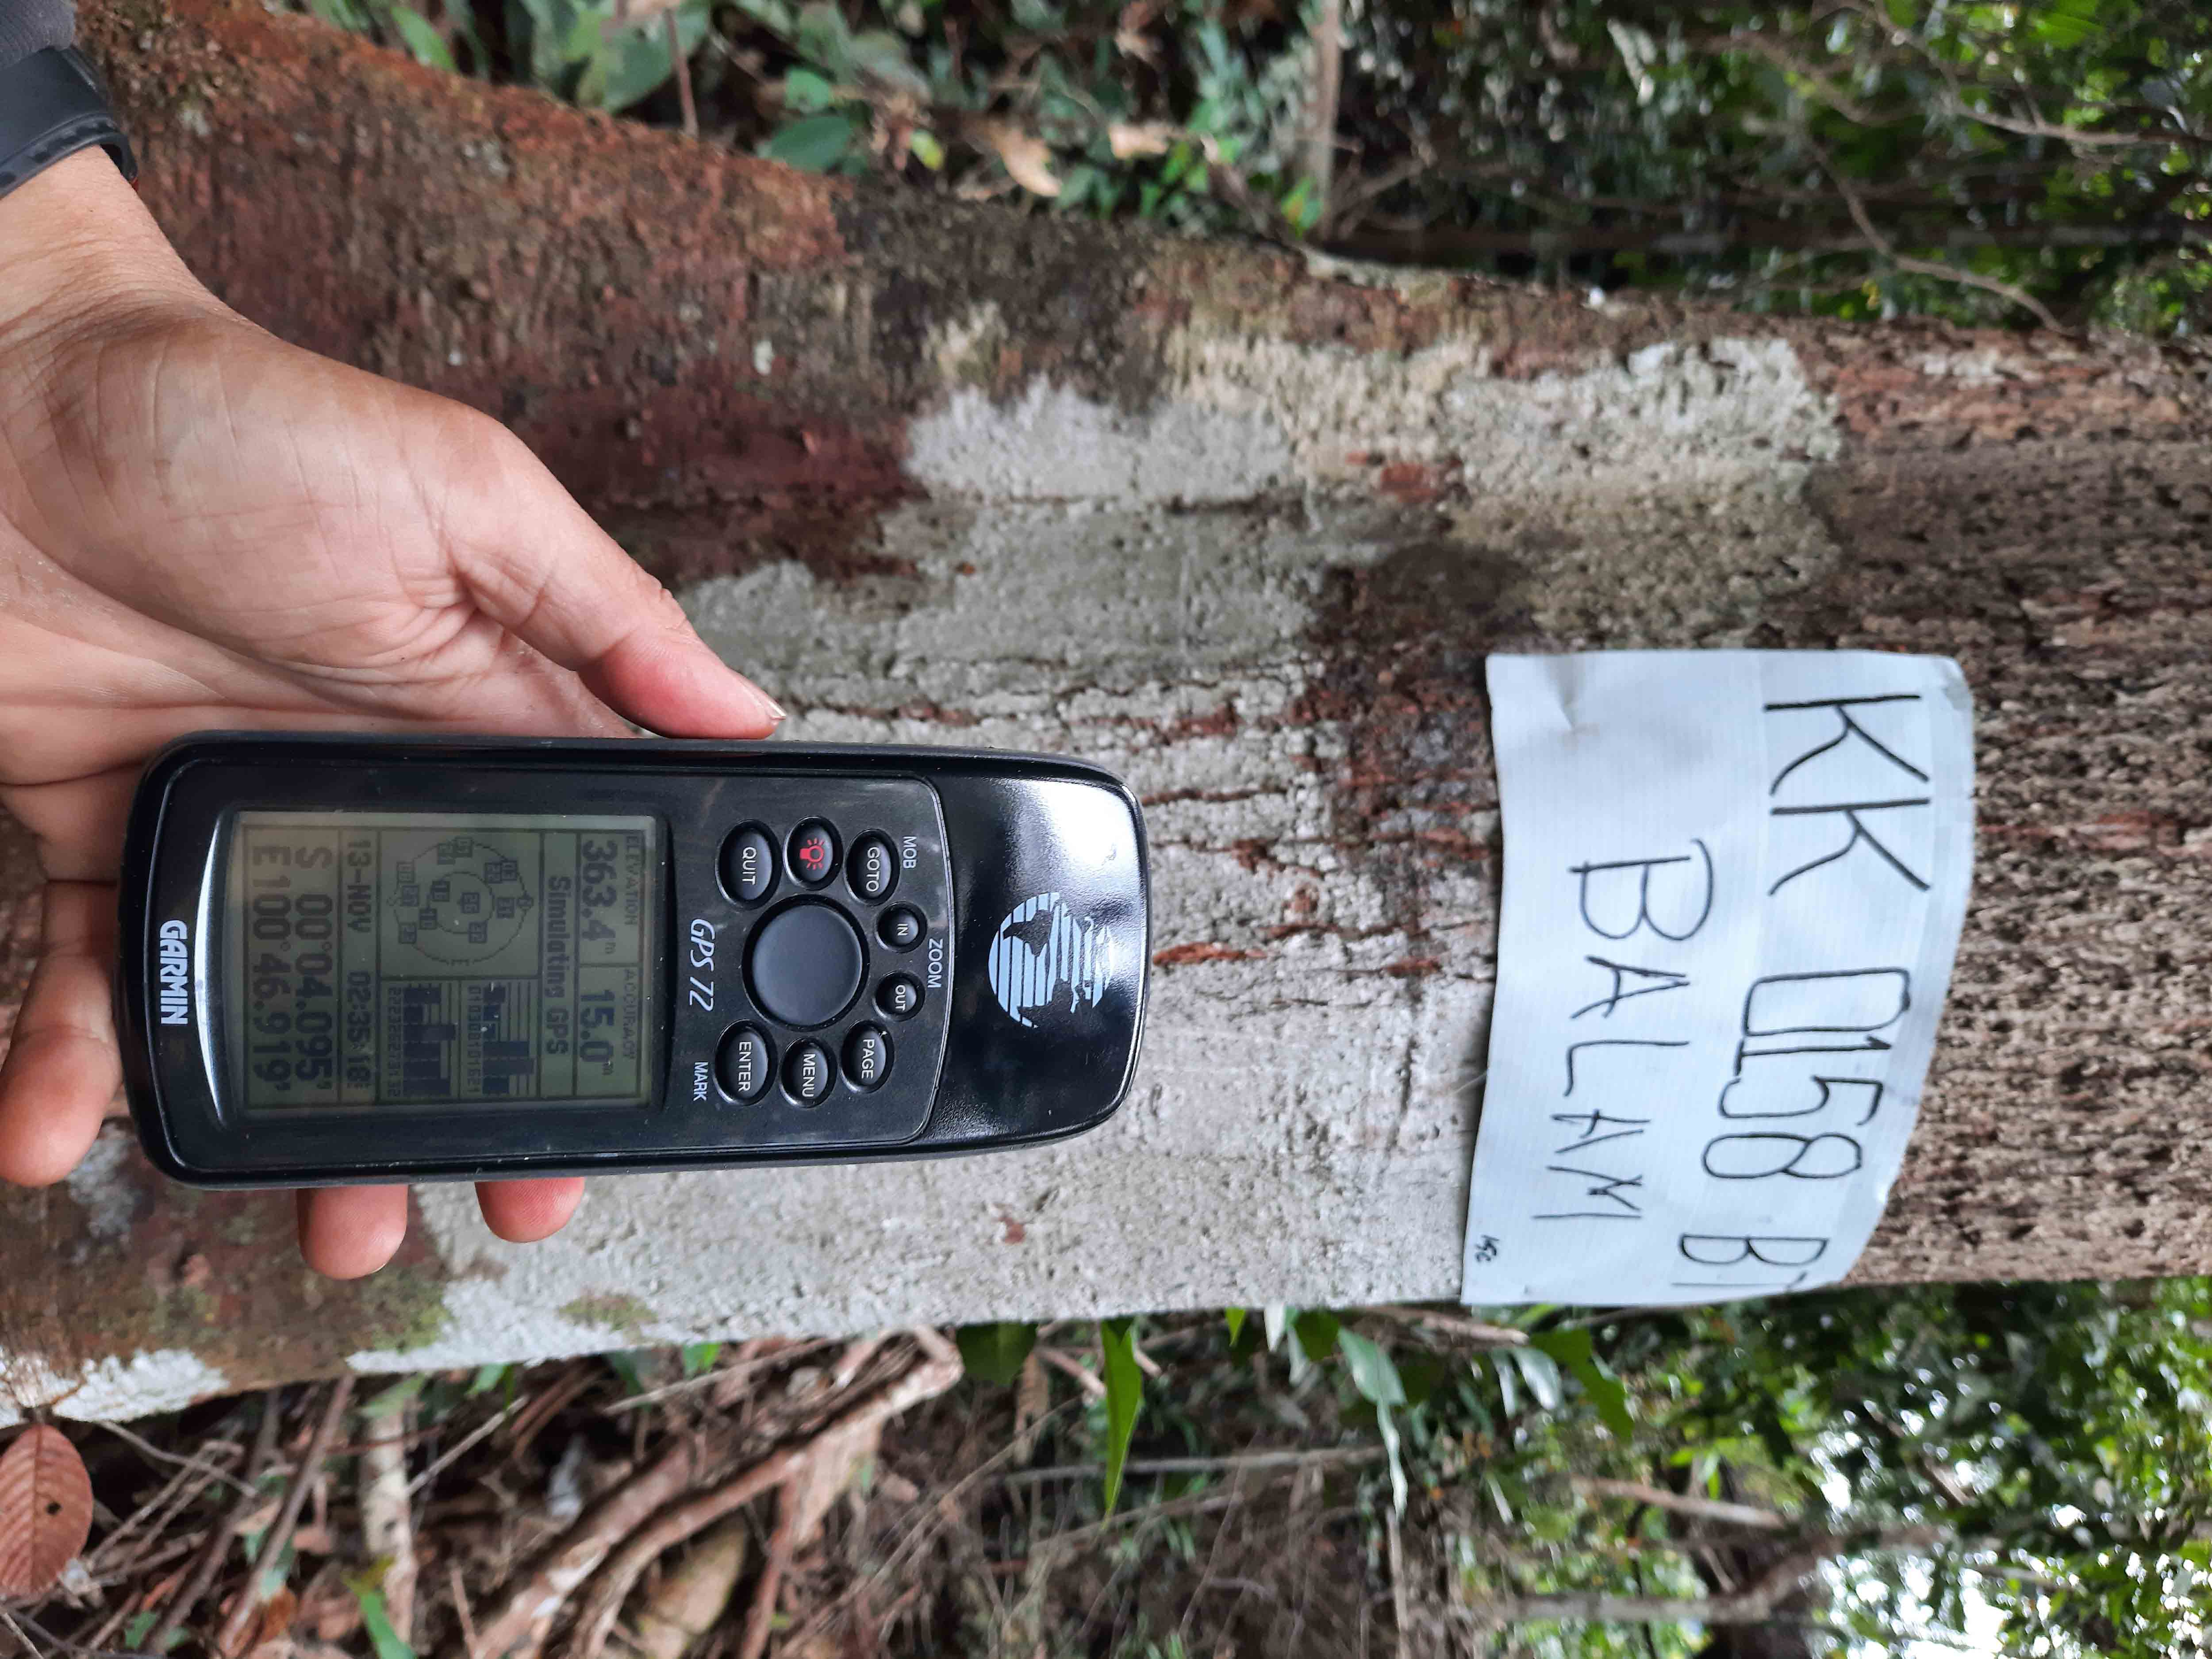 KK 0158 BT
BALAM
MOB
ZOOM
GOTO
IN
OUT
PAGE
QUIT
ENTER
MENU
MARK
GPS 72
ELEVATION
ACCURACY
363.4 m
15.0 m
Simulating GPS
13-NOV 02:35:18
S 00°04.095'
E 100°46.919'
GARMIN